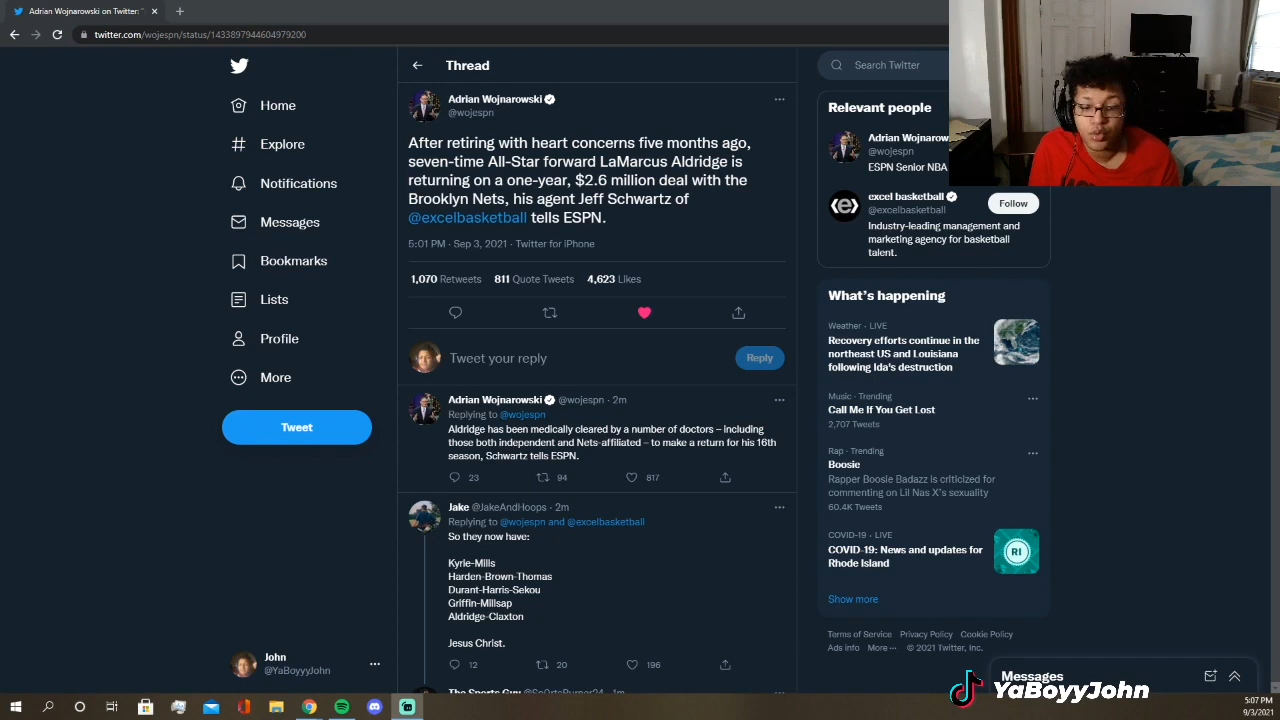 Adrian Wojnarowski on Twitter: "
twitter.com/wojespn/status/1433897944604979200
Home
Explore
Notifications
Messages
Bookmarks
Lists
Profile
More
Tweet
John
@YaBoyyyJohn
Thread
Adrian Wojnarowski
@wojespn
After retiring with heart concerns five months ago,
seven-time All-Star forward LaMarcus Aldridge is
returning on a one-year, $2.6 million deal with the
Brooklyn Nets, his agent Jeff Schwartz of
@excelbasketball tells ESPN.
5:01 PM · Sep 3, 2021 · Twitter for iPhone
1,070 Retweets 811 Quote Tweets 4,623 Likes
Tweet your reply
Reply
Adrian Wojnarowski @wojespn · 2m
Replying to @wojespn
Aldridge has been medically cleared by a number of doctors – including
those both independent and Nets-affiliated – to make a return for his 16th
season, Schwartz tells ESPN.
23 94 817
Jake @JakeAndHoops · 2m
Replying to @wojespn and @excelbasketball
So they now have:
Kyrie-Mills
Harden-Brown-Thomas
Durant-Harris-Sekou
Griffin-Millsap
Aldridge-Claxton
Jesus Christ.
12 20 196
The Sports Guy @Sp0rtsBurner24 · 1m
Search Twitter
Relevant people
Adrian Wojnarow
@wojespn
ESPN Senior NBA
excel basketball
@excelbasketball
Follow
Industry-leading management and
marketing agency for basketball
talent.
What's happening
Weather · LIVE
Recovery efforts continue in the
northeast US and Louisiana
following Ida's destruction
Music · Trending
Call Me If You Get Lost
2,707 Tweets
Rap · Trending
Boosie
Rapper Boosie Badazz is criticized for
commenting on Lil Nas X's sexuality
60.4K Tweets
COVID-19 · LIVE
COVID-19: News and updates for
Rhode Island
RI
Show more
Terms of Service Privacy Policy Cookie Policy
Ads info More ··· © 2021 Twitter, Inc.
Messages
YaBoyyJohn
5:07 PM
9/3/2021